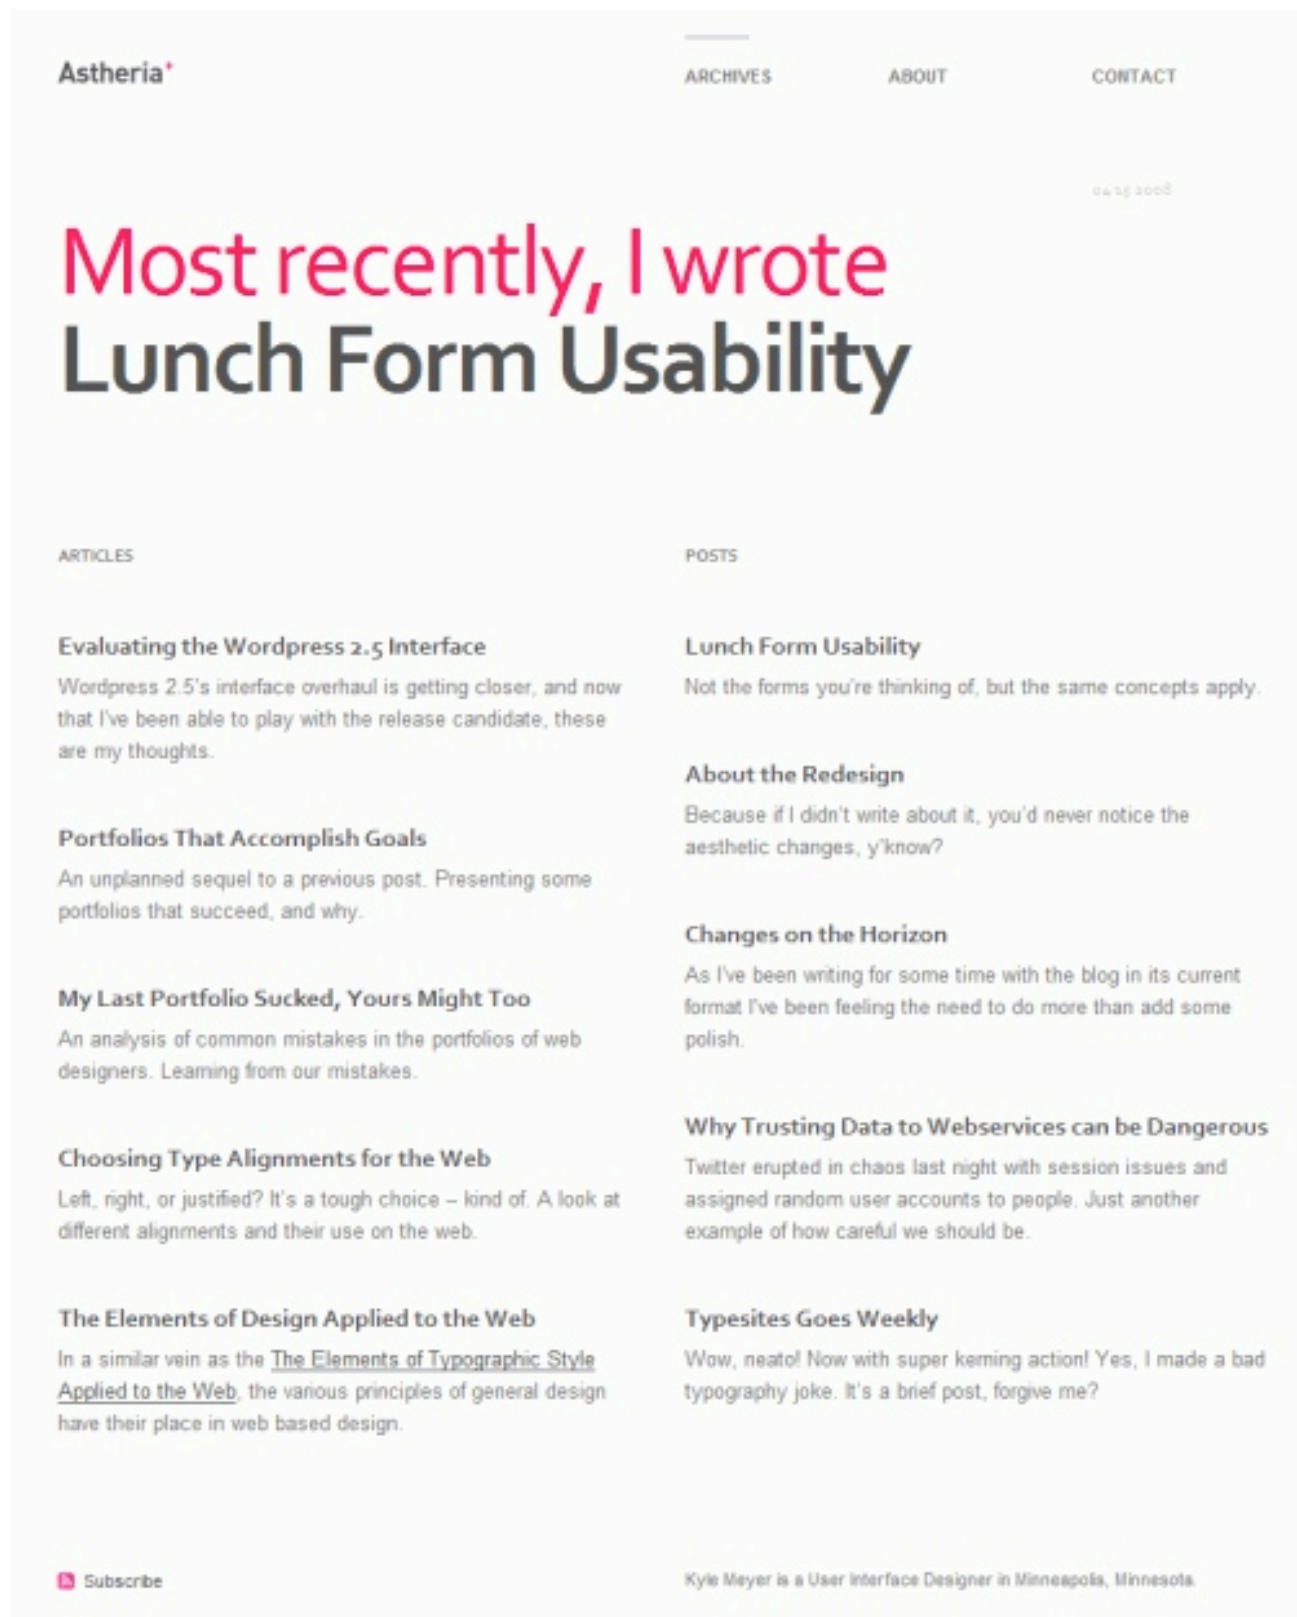 Astheria+
ARCHIVES ABOUT CONTACT
04 15 2008
Most recently, I wrote
Lunch Form Usability
ARTICLES
Evaluating the Wordpress 2.5 Interface
Wordpress 2.5's interface overhaul is getting closer, and now
that I've been able to play with the release candidate, these
are my thoughts.
Portfolios That Accomplish Goals
An unplanned sequel to a previous post. Presenting some
portfolios that succeed, and why.
My Last Portfolio Sucked, Yours Might Too
An analysis of common mistakes in the portfolios of web
designers. Learning from our mistakes.
Choosing Type Alignments for the Web
Left, right, or justified? It's a tough choice – kind of. A look at
different alignments and their use on the web.
The Elements of Design Applied to the Web
In a similar vein as the The Elements of Typographic Style
Applied to the Web, the various principles of general design
have their place in web based design.
POSTS
Lunch Form Usability
Not the forms you're thinking of, but the same concepts apply.
About the Redesign
Because if I didn't write about it, you'd never notice the
aesthetic changes, y'know?
Changes on the Horizon
As I've been writing for some time with the blog in its current
format I've been feeling the need to do more than add some
polish.
Why Trusting Data to Webservices can be Dangerous
Twitter erupted in chaos last night with session issues and
assigned random user accounts to people. Just another
example of how careful we should be.
Typesites Goes Weekly
Wow, neato! Now with super kerning action! Yes, I made a bad
typography joke. It's a brief post, forgive me?
Subscribe
Kyle Meyer is a User Interface Designer in Minneapolis, Minnesota.